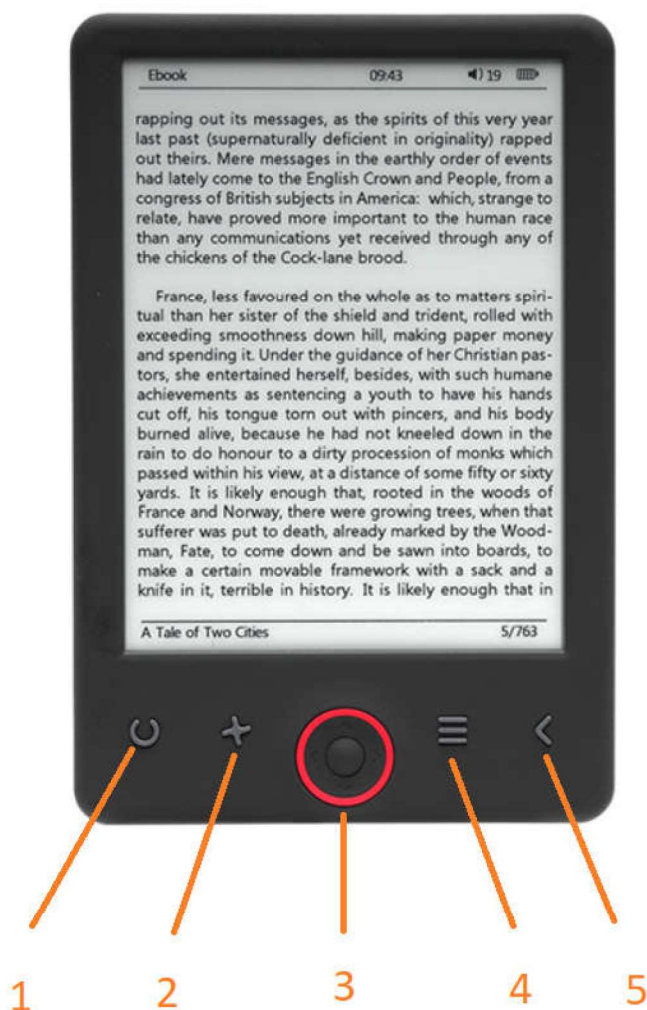 Ebook 09:43 19
rapping out its messages, as the spirits of this very year
last past (supernaturally deficient in originality) rapped
out theirs. Mere messages in the earthly order of events
had lately come to the English Crown and People, from a
congress of British subjects in America: which, strange to
relate, have proved more important to the human race
than any communications yet received through any of
the chickens of the Cock-lane brood.
France, less favoured on the whole as to matters spiri-
tual than her sister of the shield and trident, rolled with
exceeding smoothness down hill, making paper money
and spending it. Under the guidance of her Christian pas-
tors, she entertained herself, besides, with such humane
achievements as sentencing a youth to have his hands
cut off, his tongue torn out with pincers, and his body
burned alive, because he had not kneeled down in the
rain to do honour to a dirty procession of monks which
passed within his view, at a distance of some fifty or sixty
yards. It is likely enough that, rooted in the woods of
France and Norway, there were growing trees, when that
sufferer was put to death, already marked by the Wood-
man, Fate, to come down and be sawn into boards, to
make a certain movable framework with a sack and a
knife in it, terrible in history. It is likely enough that in
A Tale of Two Cities 5/763
1 2 3 4 5